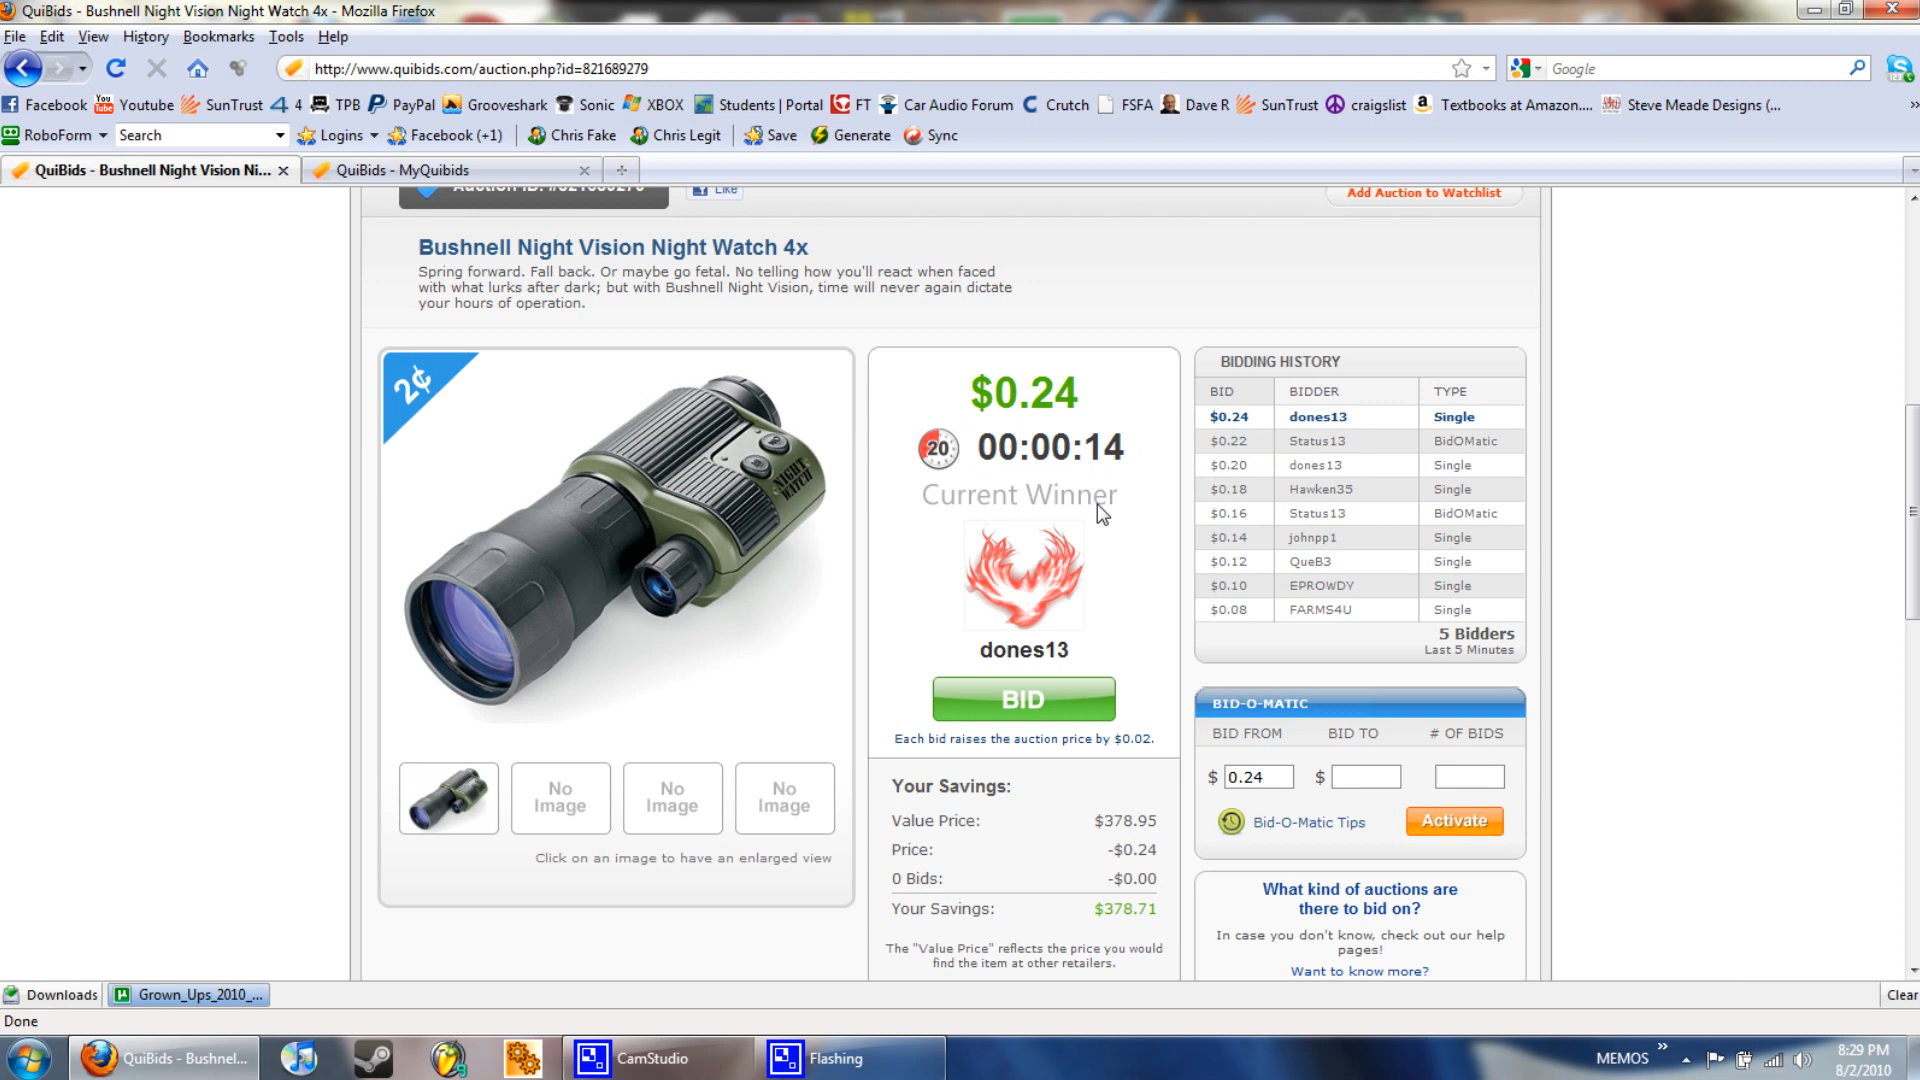 QuiBids - Bushnell Night Vision Night Watch 4x - Mozilla Firefox
File Edit View History Bookmarks Tools Help
http://www.quibids.com/auction.php?id=821689279
Google
Facebook Youtube SunTrust 4 TPB PayPal Grooveshark Sonic XBOX Students | Portal FT Car Audio Forum Crutch FSFA Dave R SunTrust craigslist Textbooks at Amazon.... Steve Meade Designs (... »
RoboForm Search Logins Facebook (+1) Chris Fake Chris Legit Save Generate Sync
QuiBids - Bushnell Night Vision Ni...
QuiBids - MyQuibids
Auction ID: #821689279
Like
Add Auction to Watchlist
Bushnell Night Vision Night Watch 4x
Spring forward. Fall back. Or maybe go fetal. No telling how you'll react when faced
with what lurks after dark; but with Bushnell Night Vision, time will never again dictate
your hours of operation.
2¢
NIGHT
WATCH
No
Image
No
Image
No
Image
Click on an image to have an enlarged view
$0.24
20 00:00:14
Current Winner
dones13
BID
Each bid raises the auction price by $0.02.
Your Savings:
Value Price: $378.95
Price: -$0.24
0 Bids: -$0.00
Your Savings: $378.71
The "Value Price" reflects the price you would
find the item at other retailers.
BIDDING HISTORY
BID BIDDER TYPE
$0.24 dones13 Single
$0.22 Status13 BidOMatic
$0.20 dones13 Single
$0.18 Hawken35 Single
$0.16 Status13 BidOMatic
$0.14 johnpp1 Single
$0.12 QueB3 Single
$0.10 EPROWDY Single
$0.08 FARMS4U Single
5 Bidders
Last 5 Minutes
BID-O-MATIC
BID FROM BID TO # OF BIDS
$ 0.24 $
Bid-O-Matic Tips Activate
What kind of auctions are
there to bid on?
In case you don't know, check out our help
pages!
Want to know more?
Downloads Grown_Ups_2010_... Clear
Done
QuiBids - Bushnel... CamStudio Flashing
MEMOS »
8:29 PM
8/2/2010